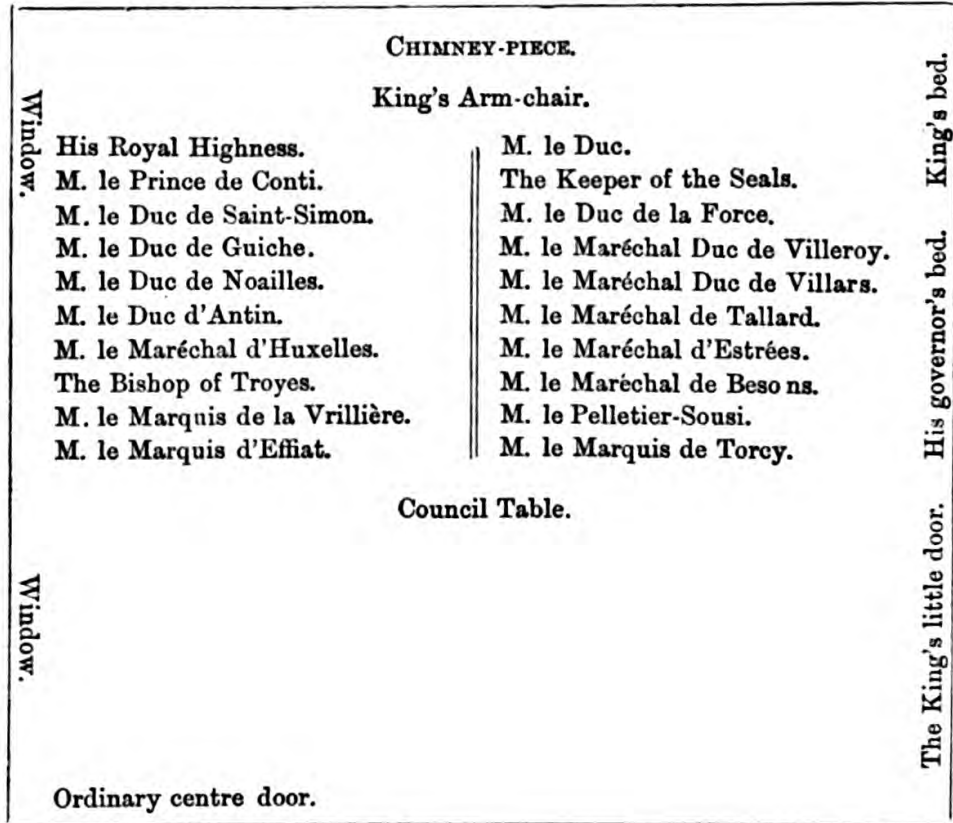 CHIMNEY-PIECE.
King's Arm-chair.
Window.
His Royal Highness.
M. le Prince de Conti.
M. le Duc de Saint-Simon.
M. le Duc de Guiche.
M. le Duc de Noailles.
M. le Duc d'Antin.
M. le Maréchal d'Huxelles.
The Bishop of Troyes.
M. le Marquis de la Vrillière.
M. le Marquis d'Effiat.
M. le Duc.
The Keeper of the Seals.
M. le Duc de la Force.
M. le Maréchal Duc de Villeroy.
M. le Maréchal Duc de Villars.
M. le Maréchal de Tallard.
M. le Maréchal d'Estrées.
M. le Maréchal de Besons.
M. le Pelletier-Sousi.
M. le Marquis de Torcy.
King's bed.
His governor's bed.
The King's little door.
Council Table.
Window.
Ordinary centre door.